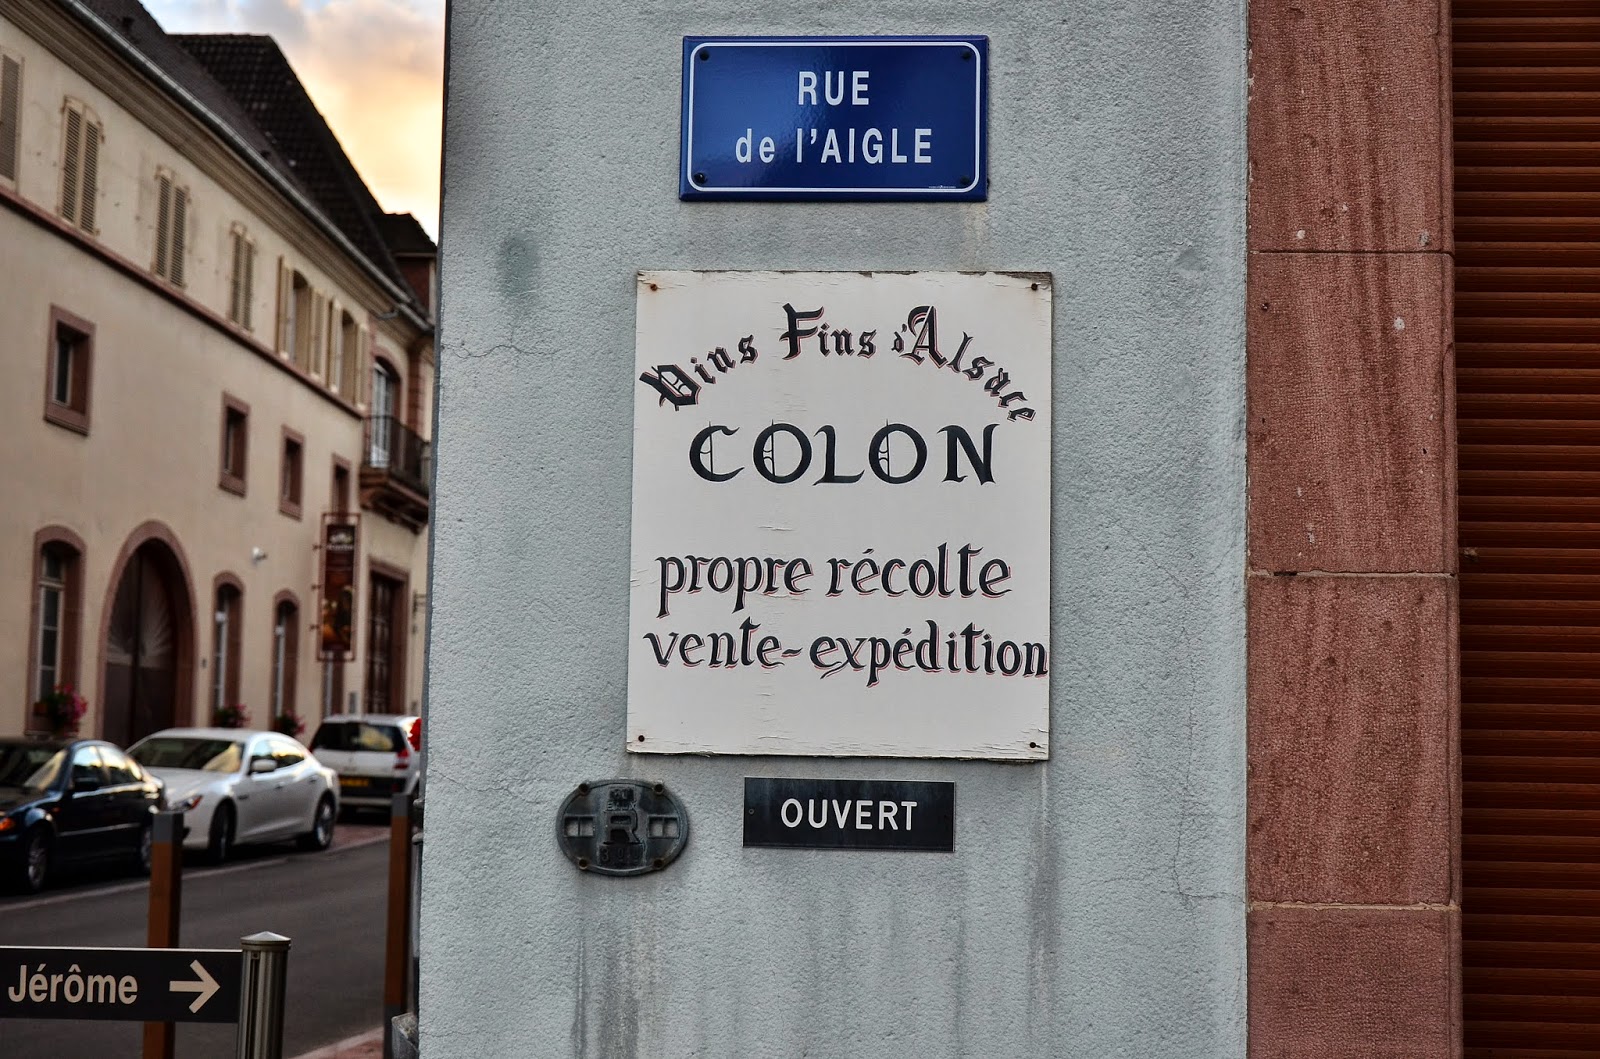 RUE
de l'AIGLE
Vins Fins d'Alsace
COLON
propre récolte
vente-expédition
OUVERT
R
Jérôme